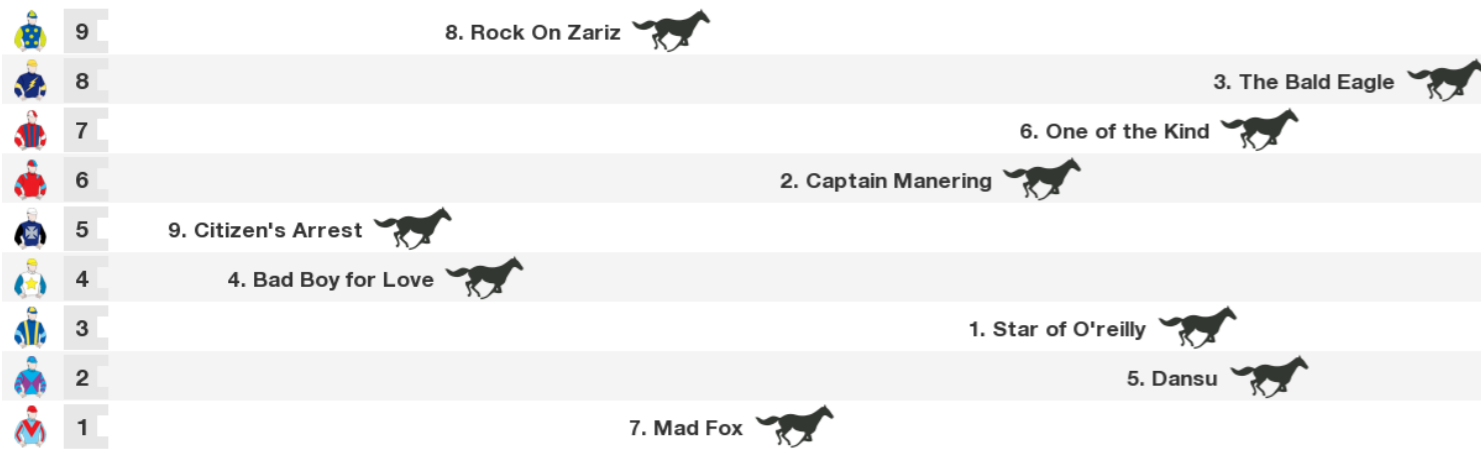 9 8. Rock On Zariz
8 3. The Bald Eagle
7 6. One of the Kind
6 2. Captain Manering
5 9. Citizen's Arrest
4 4. Bad Boy for Love
3 1. Star of O'reilly
2 5. Dansu
1 7. Mad Fox